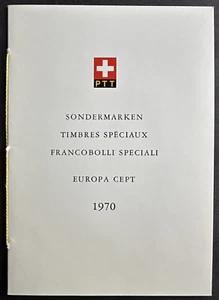 PTT
SONDERMARKEN
TIMBRES SPÉCIAUX
FRANCOBOLLI SPECIALI
EUROPA CEPT
1970